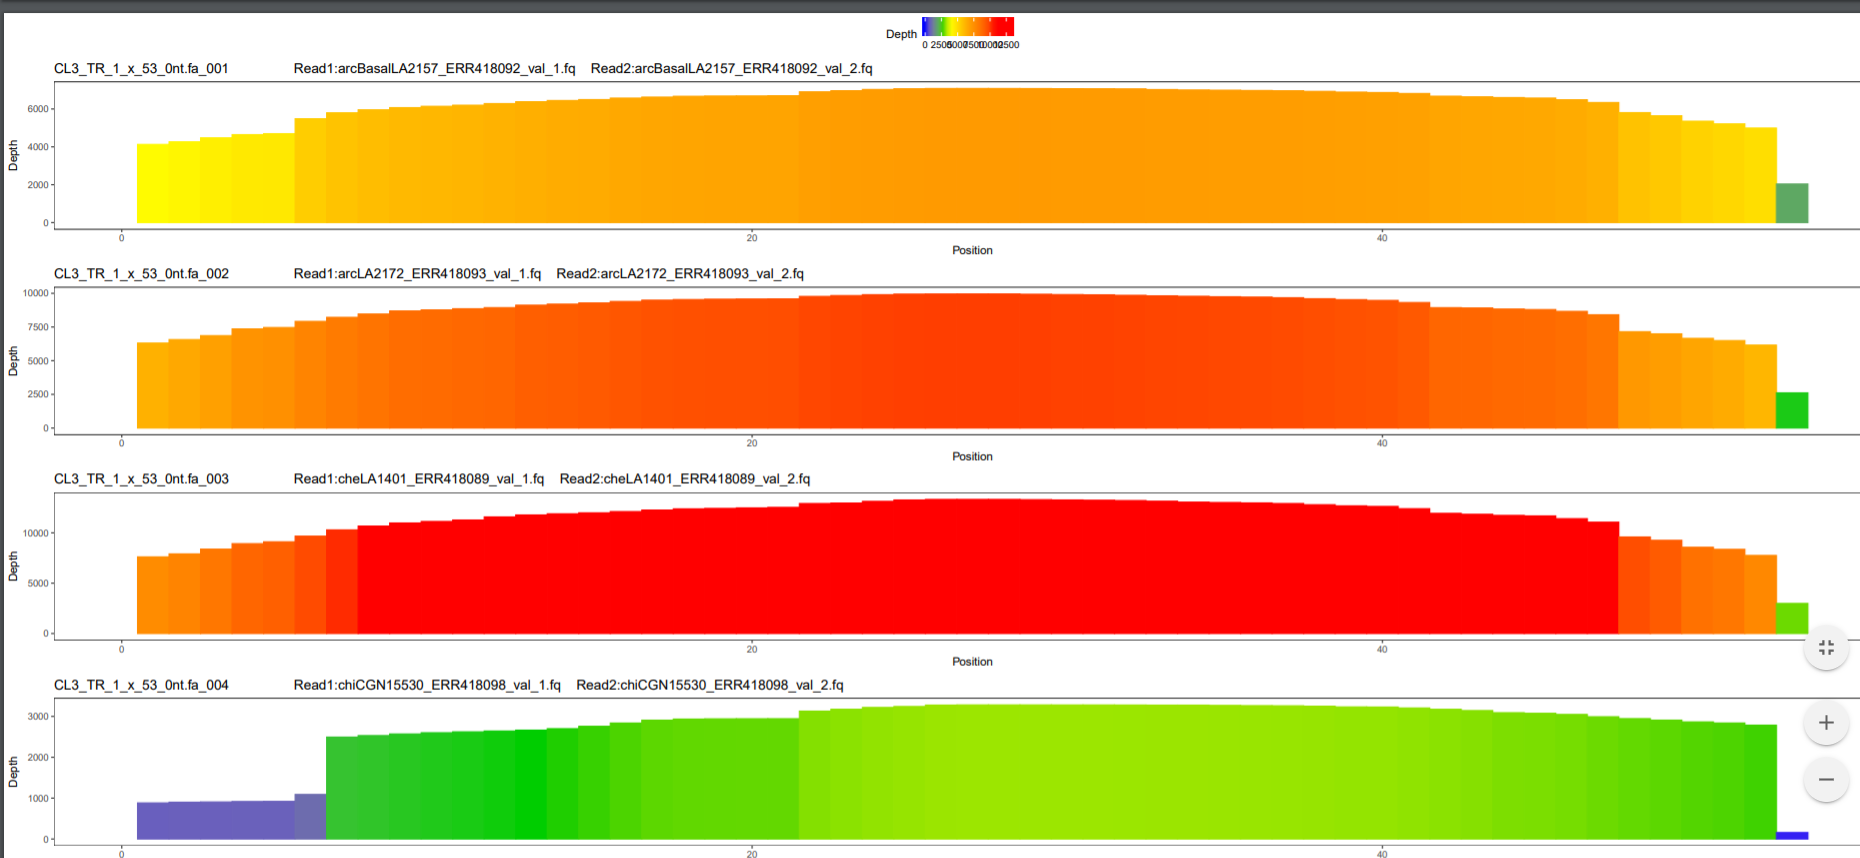 Depth
0 2500 5000 7500 10000 12500
CL3_TR_1_x_53_0nt.fa_001 Read1:arcBasalLA2157_ERR418092_val_1.fq Read2:arcBasalLA2157_ERR418092_val_2.fq
Depth
6000
4000
2000
0
0 20 40
Position
CL3_TR_1_x_53_0nt.fa_002 Read1:arcLA2172_ERR418093_val_1.fq Read2:arcLA2172_ERR418093_val_2.fq
Depth
10000
7500
5000
2500
0
0 20 40
Position
CL3_TR_1_x_53_0nt.fa_003 Read1:cheLA1401_ERR418089_val_1.fq Read2:cheLA1401_ERR418089_val_2.fq
Depth
10000
5000
0
0 20 40
Position
CL3_TR_1_x_53_0nt.fa_004 Read1:chiCGN15530_ERR418098_val_1.fq Read2:chiCGN15530_ERR418098_val_2.fq
Depth
3000
2000
1000
0
0 20 40